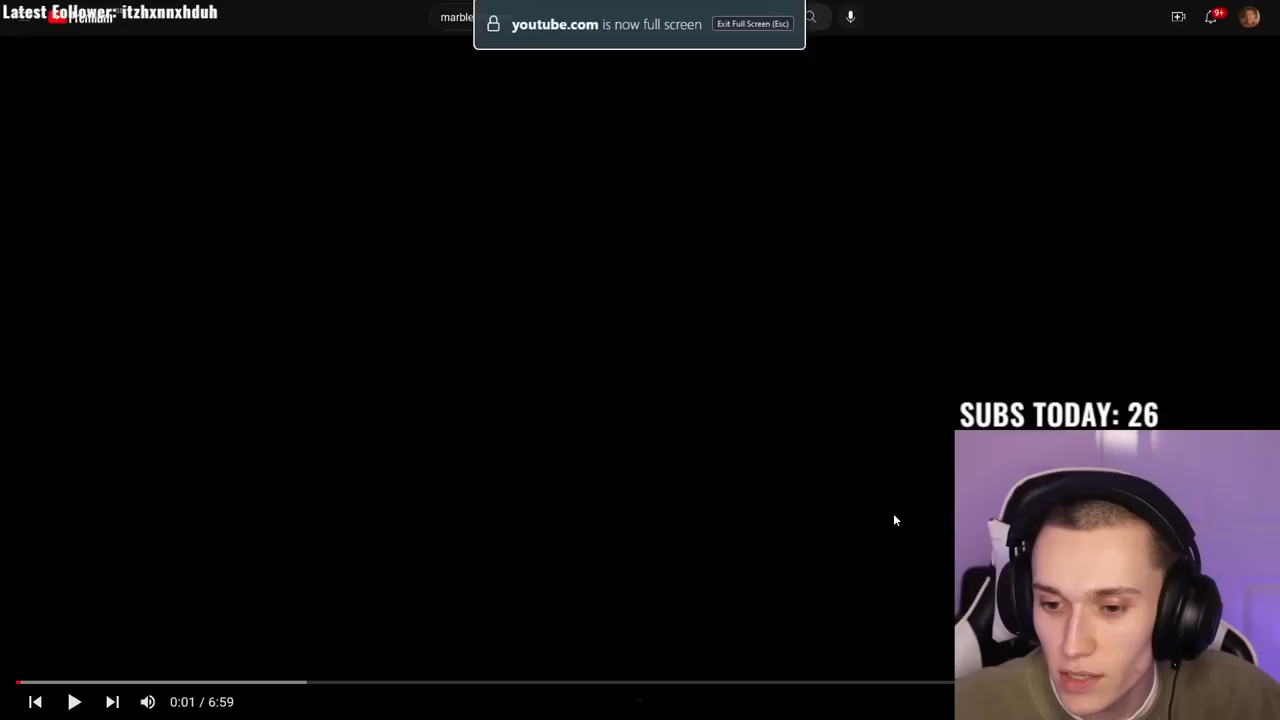 Latest Follower: itzhxnnxhduh
marble
youtube.com is now full screen
Exit Full Screen (Esc)
9+
SUBS TODAY: 26
0:01 / 6:59